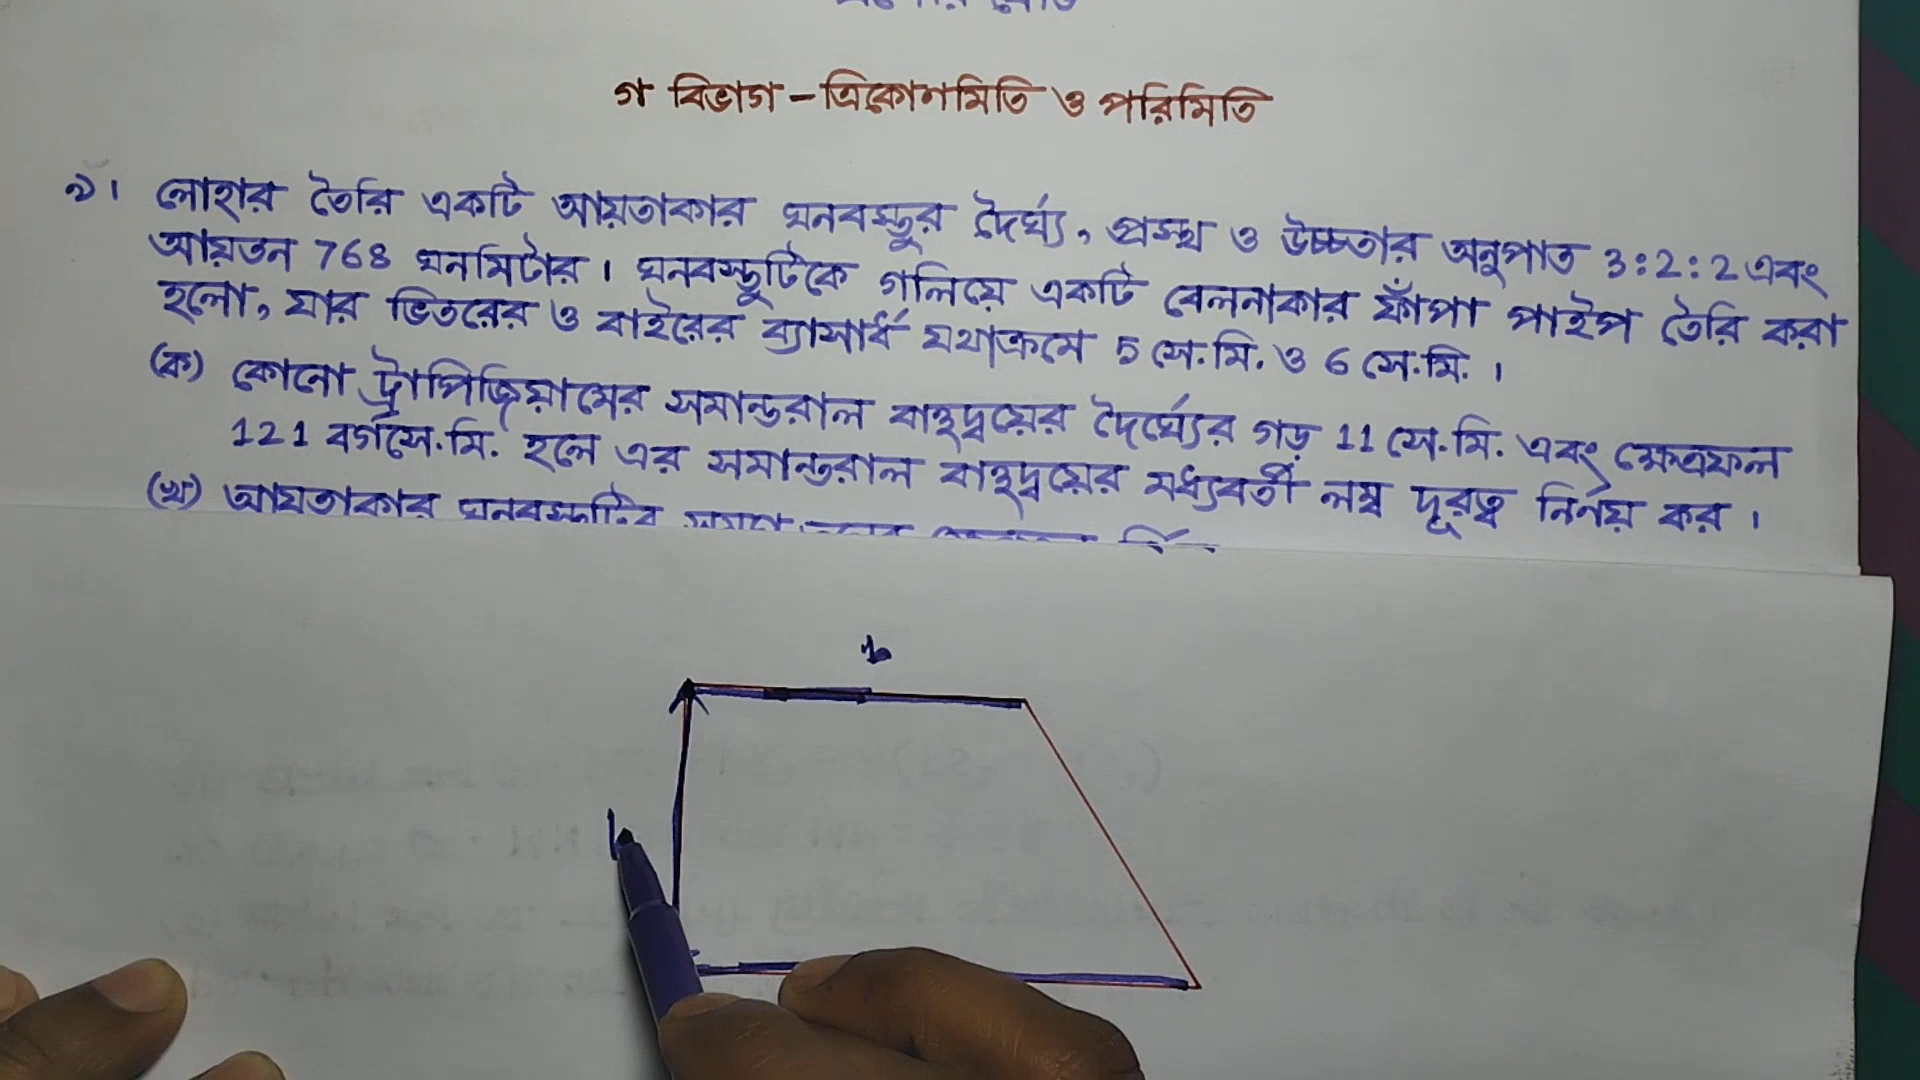 গ বিভাগ - ত্রিকোণমিতি ও পরিমিতি
৯। লোহার তৈরি একটি আয়তাকার ঘনবস্তুর দৈর্ঘ্য, প্রস্থ ও উচ্চতার অনুপাত 3:2:2 এবং
আয়তন 768 ঘনমিটার। ঘনবস্তুটিকে গলিয়ে একটি বেলনাকার ফাঁপা পাইপ তৈরি করা
হলো, যার ভিতরের ও বাইরের ব্যাসার্ধ যথাক্রমে 5 সে.মি. ও 6 সে.মি.।
(ক) কোনো ট্রাপিজিয়ামের সমান্তরাল বাহুদ্বয়ের দৈর্ঘ্যের গড় 11 সে.মি. এবং ক্ষেত্রফল
121 বর্গসে.মি. হলে এর সমান্তরাল বাহুদ্বয়ের মধ্যবর্তী লম্ব দূরত্ব নির্ণয় কর।
(খ) আয়তাকার ঘনবস্তুটির
b